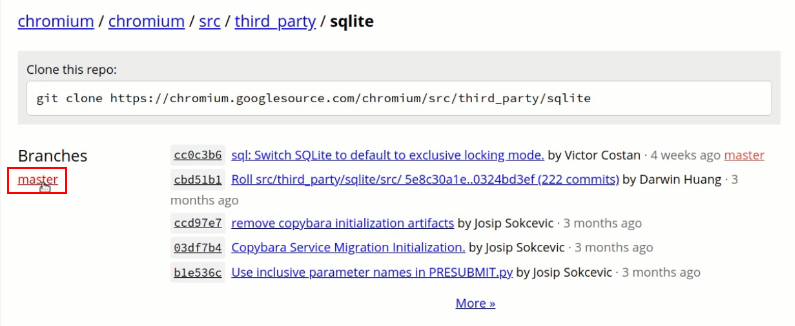 chromium / chromium / src / third_party / sqlite
Clone this repo:
git clone https://chromium.googlesource.com/chromium/src/third_party/sqlite
Branches
master
cc0c3b6 sql: Switch SQLite to default to exclusive locking mode. by Victor Costan · 4 weeks ago master
cbd51b1 Roll src/third_party/sqlite/src/ 5e8c30a1e..0324bd3ef (222 commits) by Darwin Huang · 3
months ago
ccd97e7 remove copybara initialization artifacts by Josip Sokcevic · 3 months ago
03df7b4 Copybara Service Migration Initialization. by Josip Sokcevic · 3 months ago
b1e536c Use inclusive parameter names in PRESUBMIT.py by Josip Sokcevic · 3 months ago
More »